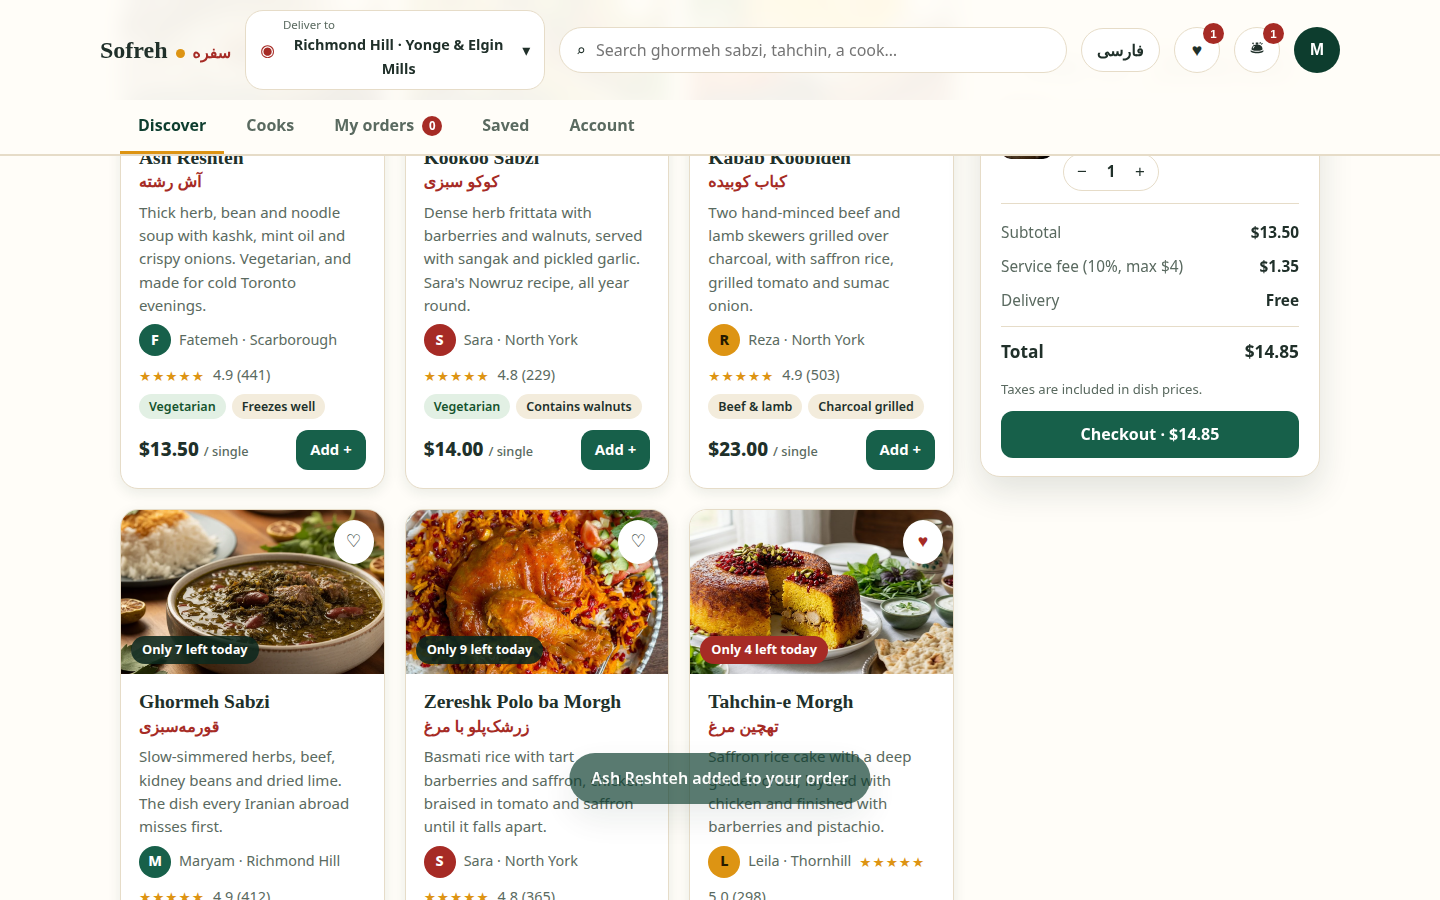 Sofreh سفره
Deliver to
Richmond Hill · Yonge & Elgin Mills
▾
Search ghormeh sabzi, tahchin, a cook...
فارسی
♥ 1
1
M
Discover
Cooks
My orders 0
Saved
Account
Ash Reshteh
آش رشته
Thick herb, bean and noodle
soup with kashk, mint oil and
crispy onions. Vegetarian, and
made for cold Toronto
evenings.
F Fatemeh · Scarborough
★★★★★ 4.9 (441)
Vegetarian Freezes well
$13.50 / single Add +
Kookoo Sabzi
کوکو سبزی
Dense herb frittata with
barberries and walnuts, served
with sangak and pickled garlic.
Sara's Nowruz recipe, all year
round.
S Sara · North York
★★★★★ 4.8 (229)
Vegetarian Contains walnuts
$14.00 / single Add +
Kabab Koobideh
کباب کوبیده
Two hand-minced beef and
lamb skewers grilled over
charcoal, with saffron rice,
grilled tomato and sumac
onion.
R Reza · North York
★★★★★ 4.9 (503)
Beef & lamb Charcoal grilled
$23.00 / single Add +
− 1 +
Subtotal $13.50
Service fee (10%, max $4) $1.35
Delivery Free
Total $14.85
Taxes are included in dish prices.
Checkout · $14.85
♡
Only 7 left today
Ghormeh Sabzi
قورمه‌سبزی
Slow-simmered herbs, beef,
kidney beans and dried lime.
The dish every Iranian abroad
misses first.
M Maryam · Richmond Hill
★★★★★ 4.9 (412)
♡
Only 9 left today
Zereshk Polo ba Morgh
زرشک‌پلو با مرغ
Basmati rice with tart
barberries and saffron,
braised in tomato and saffron
until it falls apart.
S Sara · North York
★★★★★ 4.8 (365)
♥
Only 4 left today
Tahchin-e Morgh
تهچین مرغ
Saffron rice cake with a deep
with
chicken and finished with
barberries and pistachio.
L Leila · Thornhill ★★★★★
5.0 (298)
Ash Reshteh added to your order